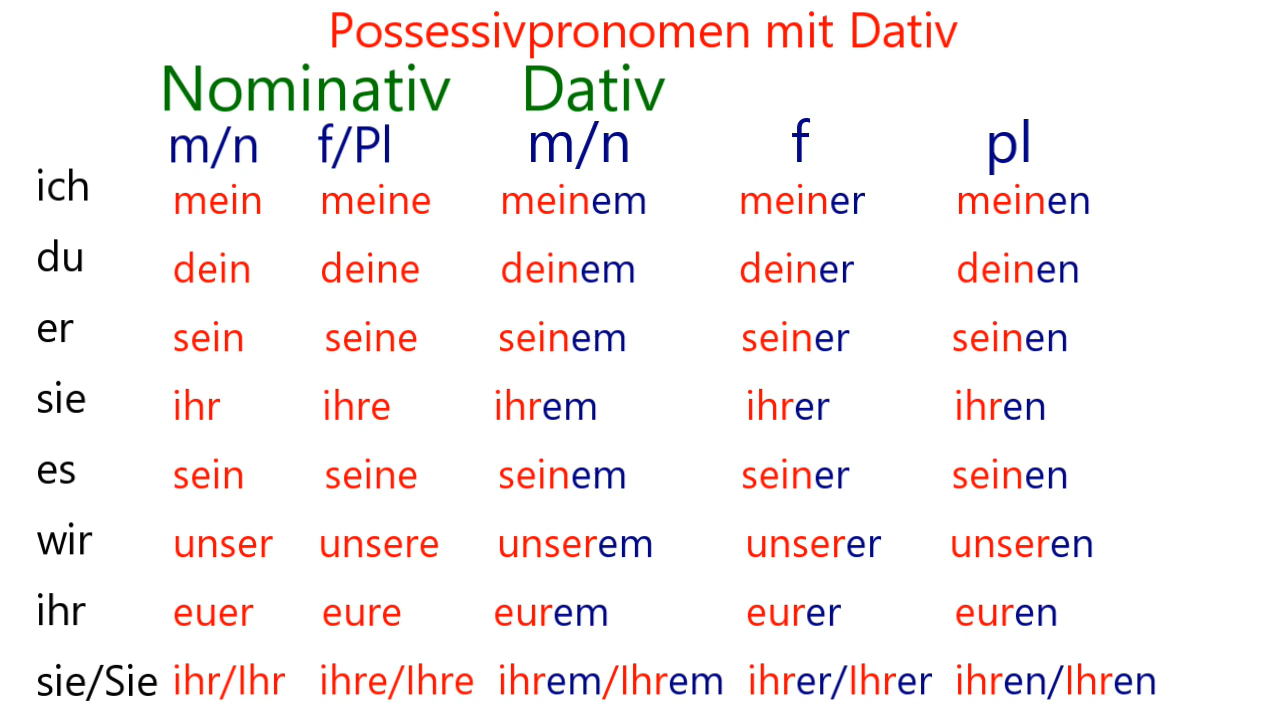 Possessivpronomen mit Dativ
Nominativ Dativ
m/n f/Pl m/n f pl
ich mein meine meinem meiner meinen
du dein deine deinem deiner deinen
er sein seine seinem seiner seinen
sie ihr ihre ihrem ihrer ihren
es sein seine seinem seiner seinen
wir unser unsere unserem unserer unseren
ihr euer eure eurem eurer euren
sie/Sie ihr/Ihr ihre/Ihre ihrem/Ihrem ihrer/Ihrer ihren/Ihren